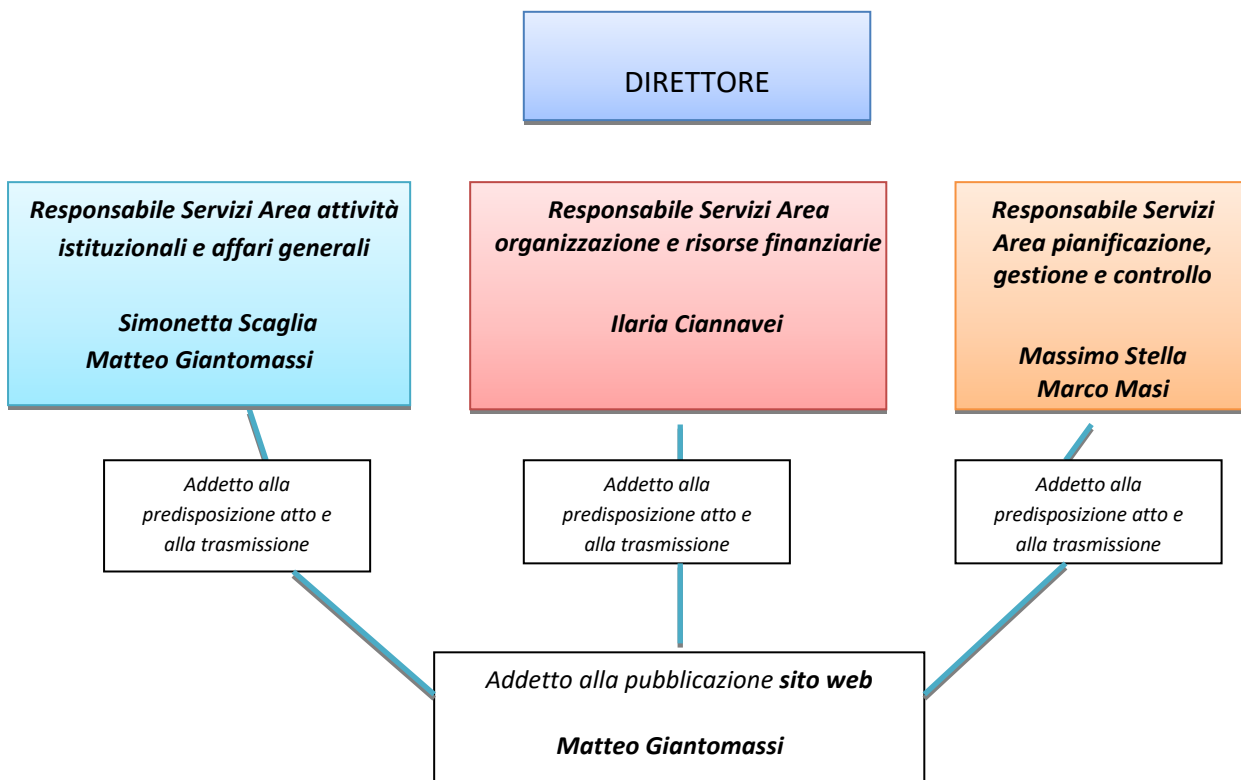 DIRETTORE
Responsabile Servizi Area attività
istituzionali e affari generali
Simonetta Scaglia
Matteo Giantomassi
Responsabile Servizi Area
organizzazione e risorse finanziarie
Ilaria Ciannavei
Responsabile Servizi
Area pianificazione,
gestione e controllo
Massimo Stella
Marco Masi
Addetto alla
predisposizione atto e
alla trasmissione
Addetto alla
predisposizione atto e
alla trasmissione
Addetto alla
predisposizione atto e
alla trasmissione
Addetto alla pubblicazione sito web
Matteo Giantomassi